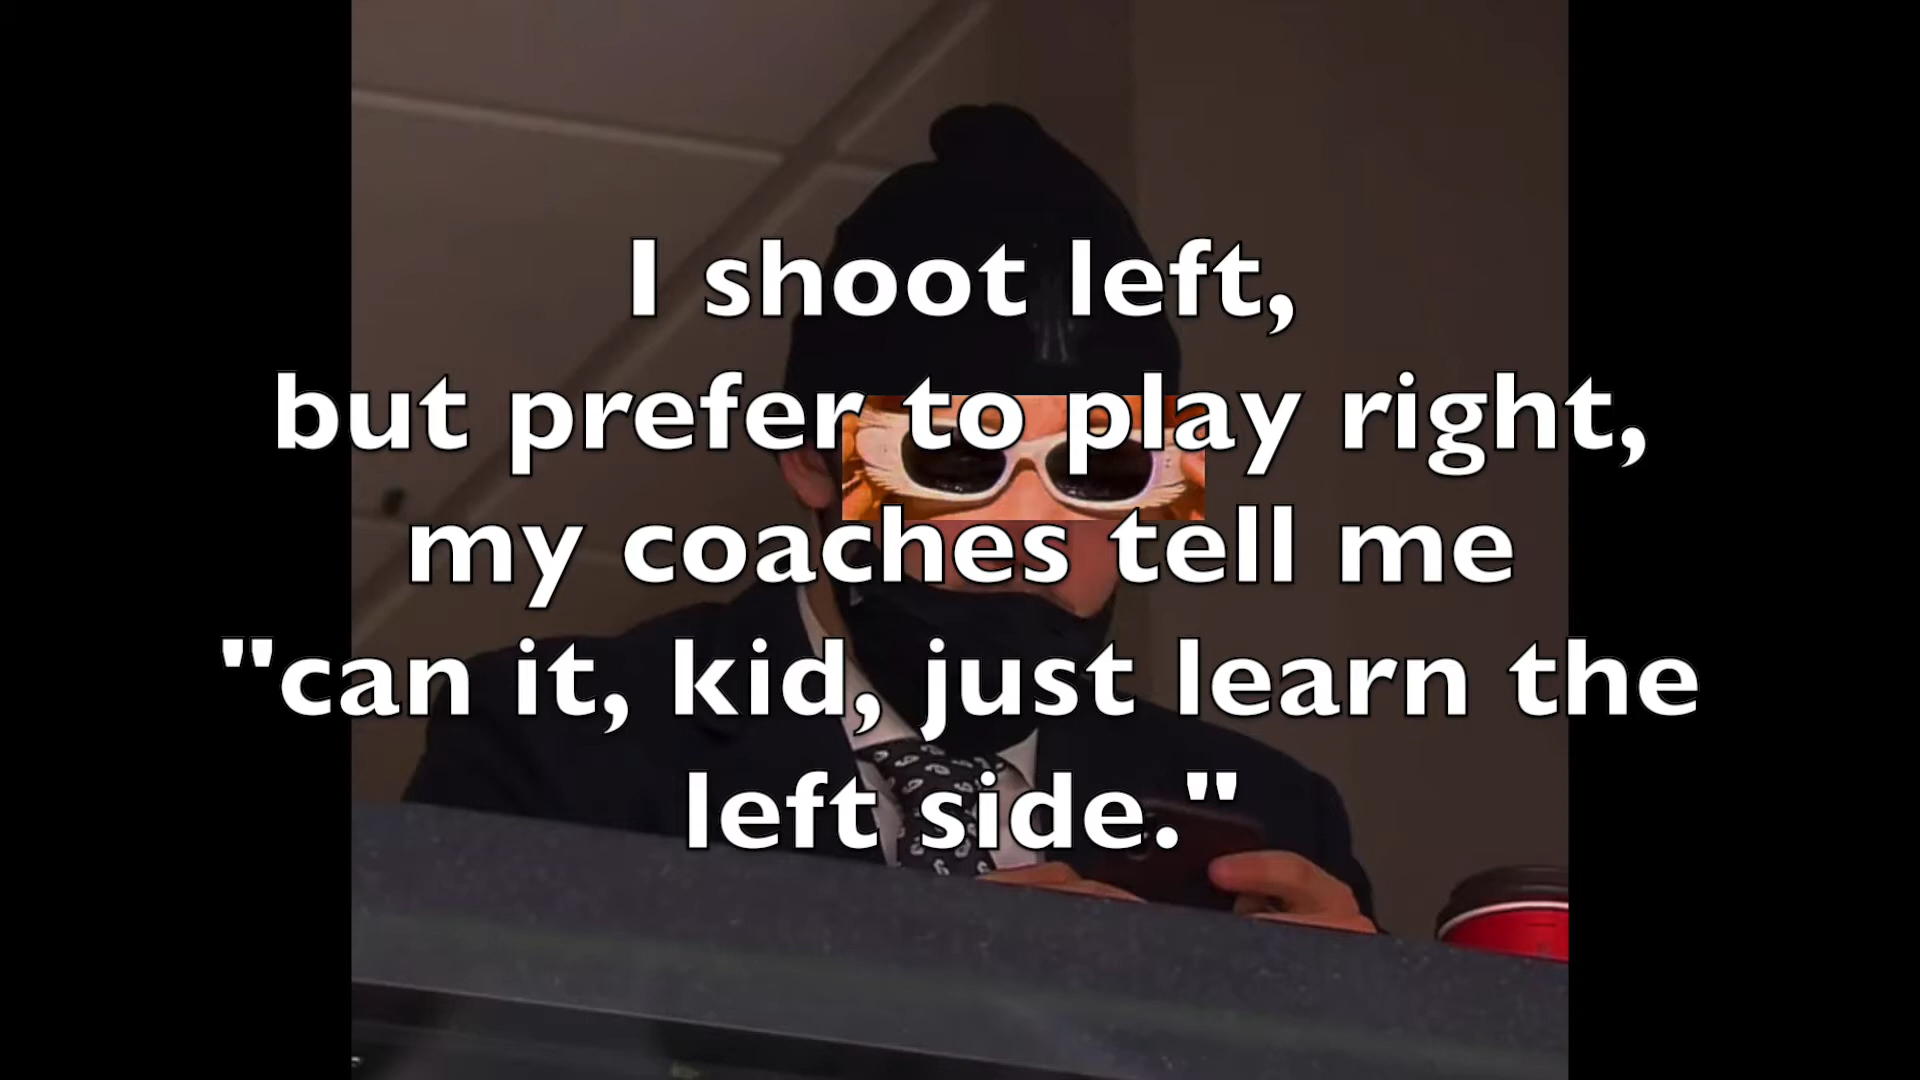 I shoot left,
but prefer to play right,
my coaches tell me
"can it, kid, just learn the
left side."